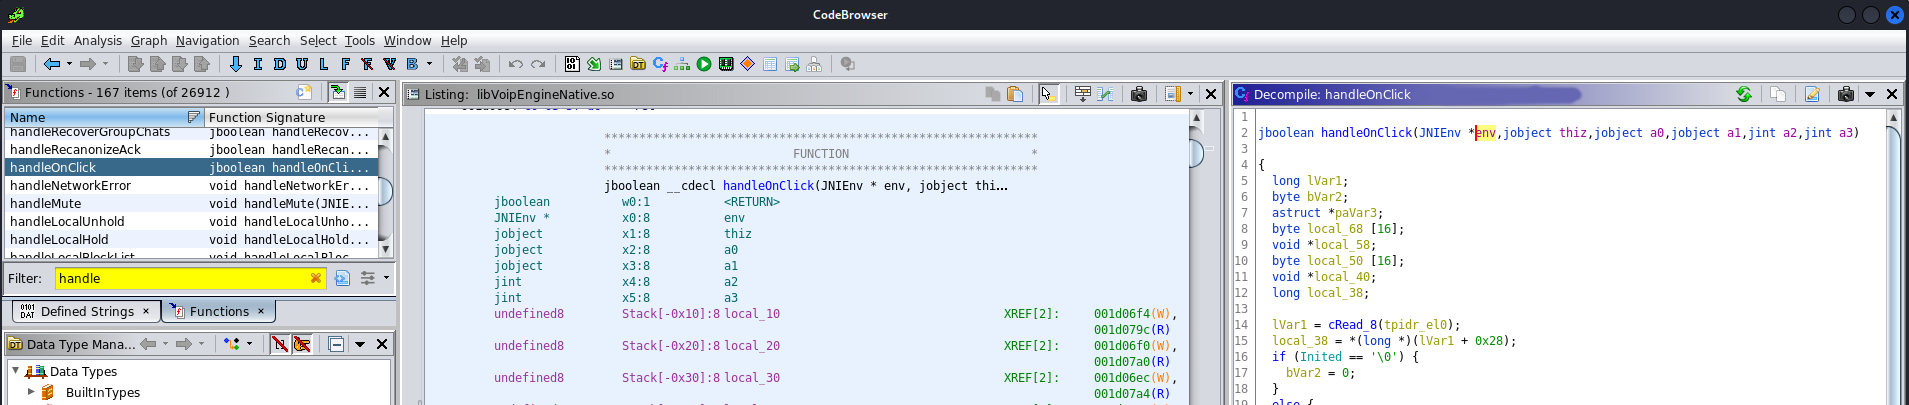 CodeBrowser
File Edit Analysis Graph Navigation Search Select Tools Window Help
I D U L F B
Functions - 167 items (of 26912 )
Name Function Signature
handleRecoverGroupChats jboolean handleRecov...
handleRecanonizeAck jboolean handleRecan...
handleOnClick jboolean handleOnCli...
handleNetworkError void handleNetworkEr...
handleMute void handleMute(JNIE...
handleLocalUnhold void handleLocalUnho...
handleLocalHold void handleLocalHold...
handleLocalBlockList void handleLocalBloc...
Filter: handle
Defined Strings × Functions ×
Data Type Mana...
Data Types
BuiltInTypes
Listing: libVoipEngineNative.so
**************************************************************
* FUNCTION *
**************************************************************
jboolean __cdecl handleOnClick(JNIEnv * env, jobject thi...
jboolean w0:1 <RETURN>
JNIEnv * x0:8 env
jobject x1:8 thiz
jobject x2:8 a0
jobject x3:8 a1
jint x4:8 a2
jint x5:8 a3
undefined8 Stack[-0x10]:8 local_10 XREF[2]: 001d06f4(W),
001d079c(R)
undefined8 Stack[-0x20]:8 local_20 XREF[2]: 001d06f0(W),
001d07a0(R)
undefined8 Stack[-0x30]:8 local_30 XREF[2]: 001d06ec(W),
001d07a4(R)
Decompile: handleOnClick
1
2 jboolean handleOnClick(JNIEnv *env,jobject thiz,jobject a0,jobject a1,jint a2,jint a3)
3
4 {
5 long lVar1;
6 byte bVar2;
7 astruct *paVar3;
8 byte local_68 [16];
9 void *local_58;
10 byte local_50 [16];
11 void *local_40;
12 long local_38;
13
14 lVar1 = cRead_8(tpidr_el0);
15 local_38 = *(long *)(lVar1 + 0x28);
16 if (Inited == '\0') {
17 bVar2 = 0;
18 }
19 else {